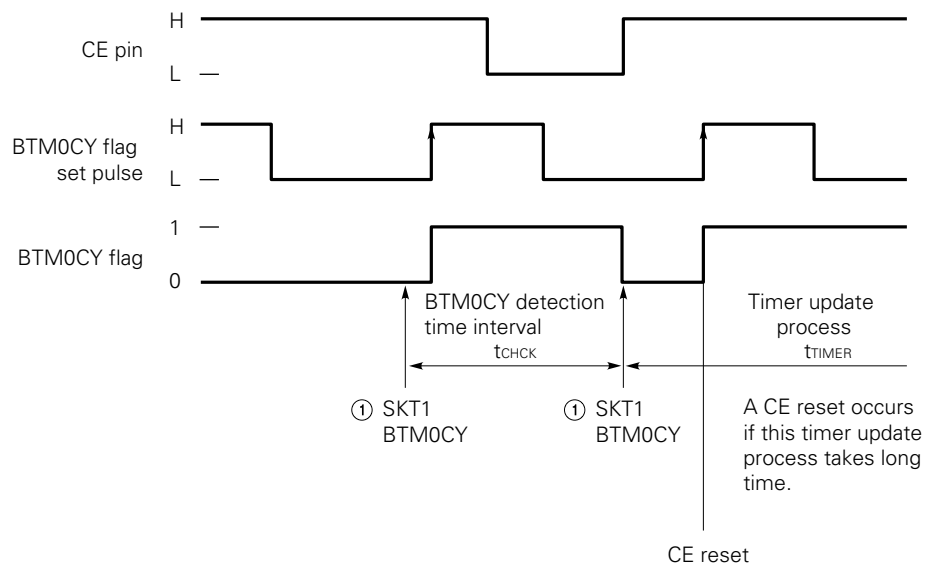 H
CE pin
L
H
BTM0CY flag
set pulse
L
1
BTM0CY flag
0
BTM0CY detection
time interval
tCHCK
Timer update
process
tTIMER
① SKT1
BTM0CY
① SKT1
BTM0CY
A CE reset occurs
if this timer update
process takes long
time.
CE reset